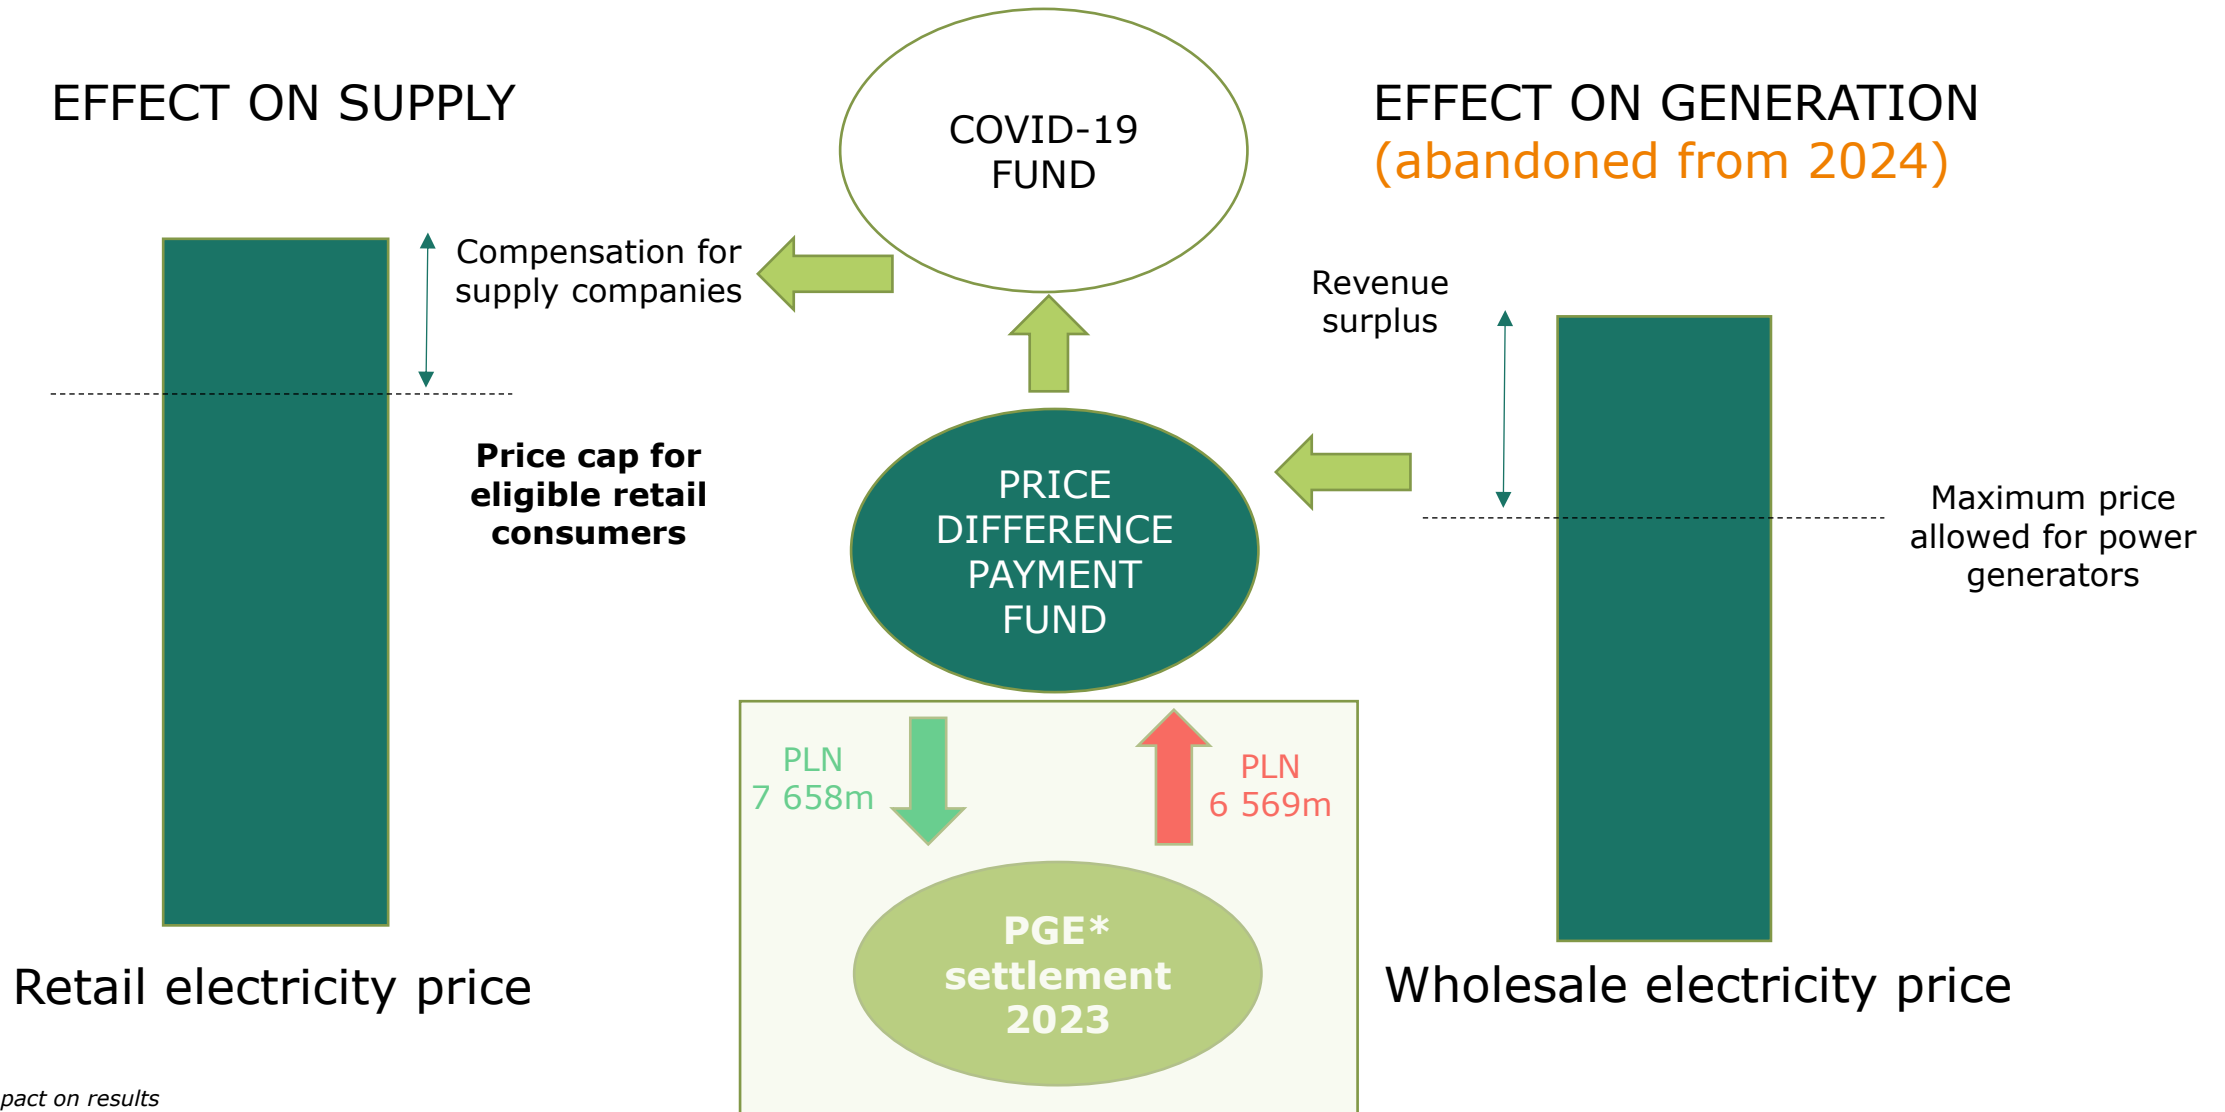 EFFECT ON SUPPLY
COVID-19
FUND
EFFECT ON GENERATION
(abandoned from 2024)
Compensation for
supply companies
Revenue
surplus
Price cap for
eligible retail
consumers
PRICE
DIFFERENCE
PAYMENT
FUND
Maximum price
allowed for power
generators
PLN
7 658m
PLN
6 569m
PGE*
settlement
2023
Retail electricity price
Wholesale electricity price
pact on results